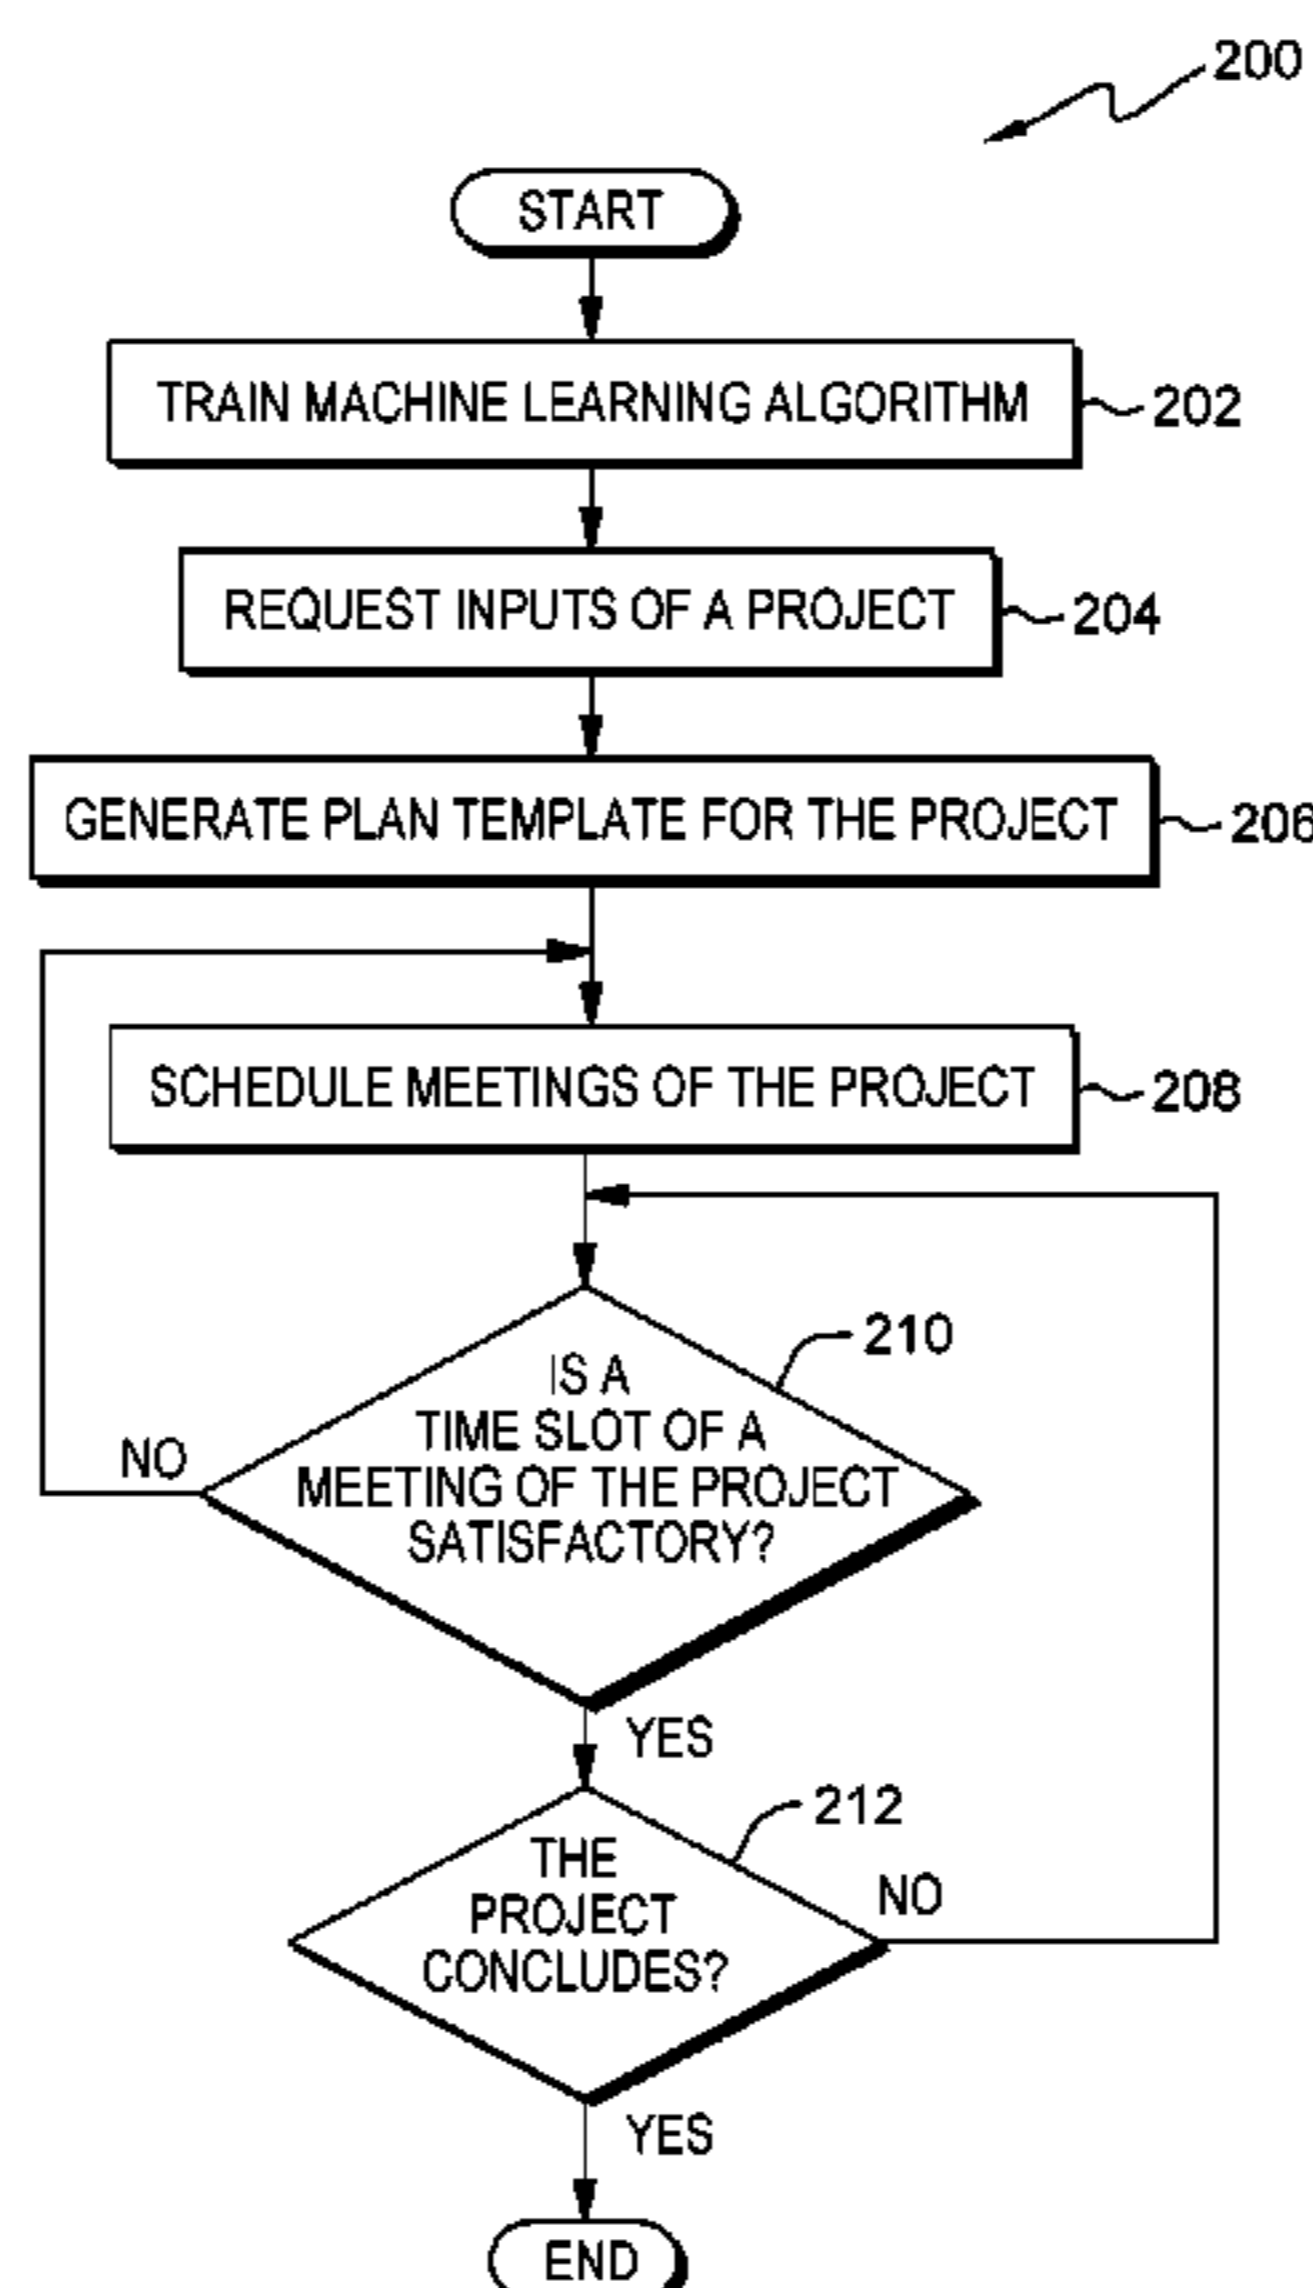 200
START
TRAIN MACHINE LEARNING ALGORITHM
202
REQUEST INPUTS OF A PROJECT
204
GENERATE PLAN TEMPLATE FOR THE PROJECT
206
SCHEDULE MEETINGS OF THE PROJECT
208
210
IS A
TIME SLOT OF A
MEETING OF THE PROJECT
SATISFACTORY?
NO
YES
212
THE
PROJECT
CONCLUDES?
NO
YES
END